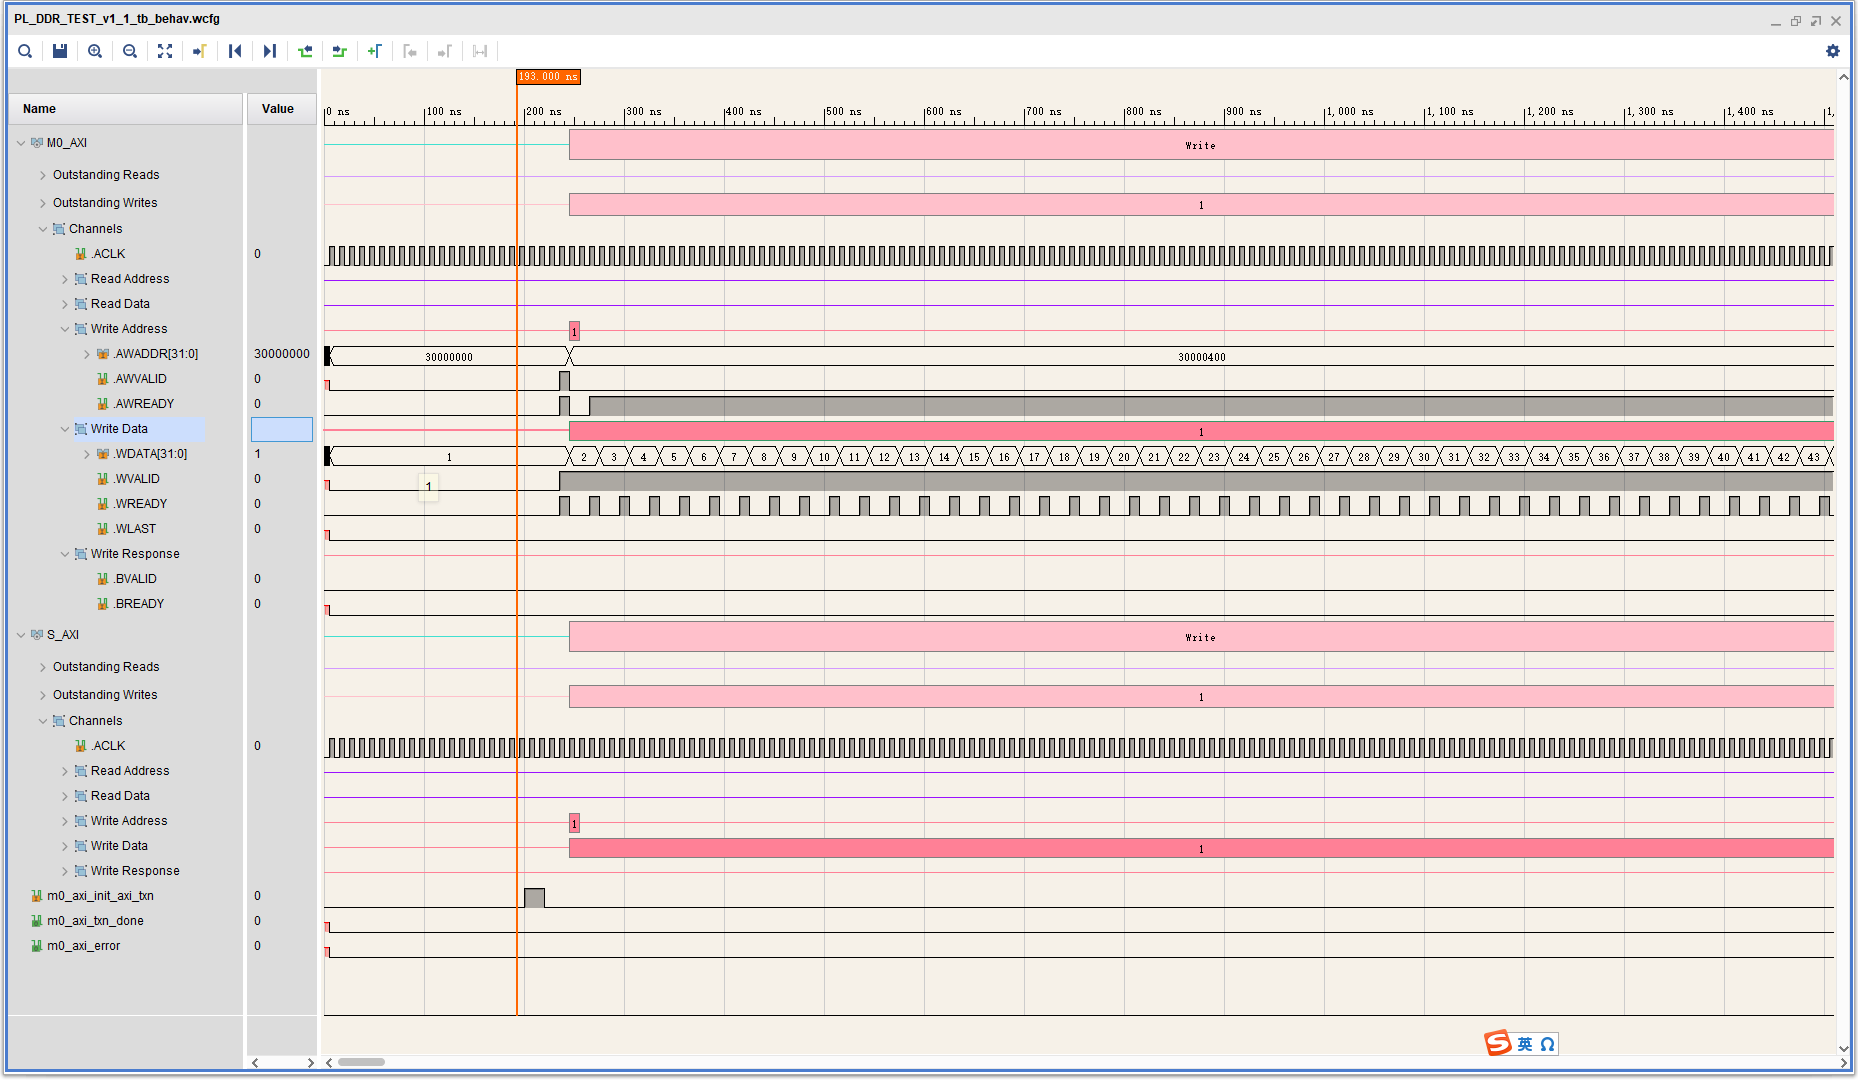 PL_DDR_TEST_v1_1_tb_behav.wcfg
193.000 ns
Name Value
0 ns 100 ns 200 ns 300 ns 400 ns 500 ns 600 ns 700 ns 800 ns 900 ns 1,000 ns 1,100 ns 1,200 ns 1,300 ns 1,400 ns 1,
M0_AXI Write
Outstanding Reads
Outstanding Writes 1
Channels
.ACLK 0
Read Address
Read Data
Write Address 1
.AWADDR[31:0] 30000000 30000000 30000400
.AWVALID 0
.AWREADY 0
Write Data 1
.WDATA[31:0] 1 1 2 3 4 5 6 7 8 9 10 11 12 13 14 15 16 17 18 19 20 21 22 23 24 25 26 27 28 29 30 31 32 33 34 35 36 37 38 39 40 41 42 43
.WVALID 0 1
.WREADY 0
.WLAST 0
Write Response
.BVALID 0
.BREADY 0
S_AXI Write
Outstanding Reads
Outstanding Writes 1
Channels
.ACLK 0
Read Address
Read Data
Write Address 1
Write Data 1
Write Response
m0_axi_init_axi_txn 0
m0_axi_txn_done 0
m0_axi_error 0
S 英 Ω